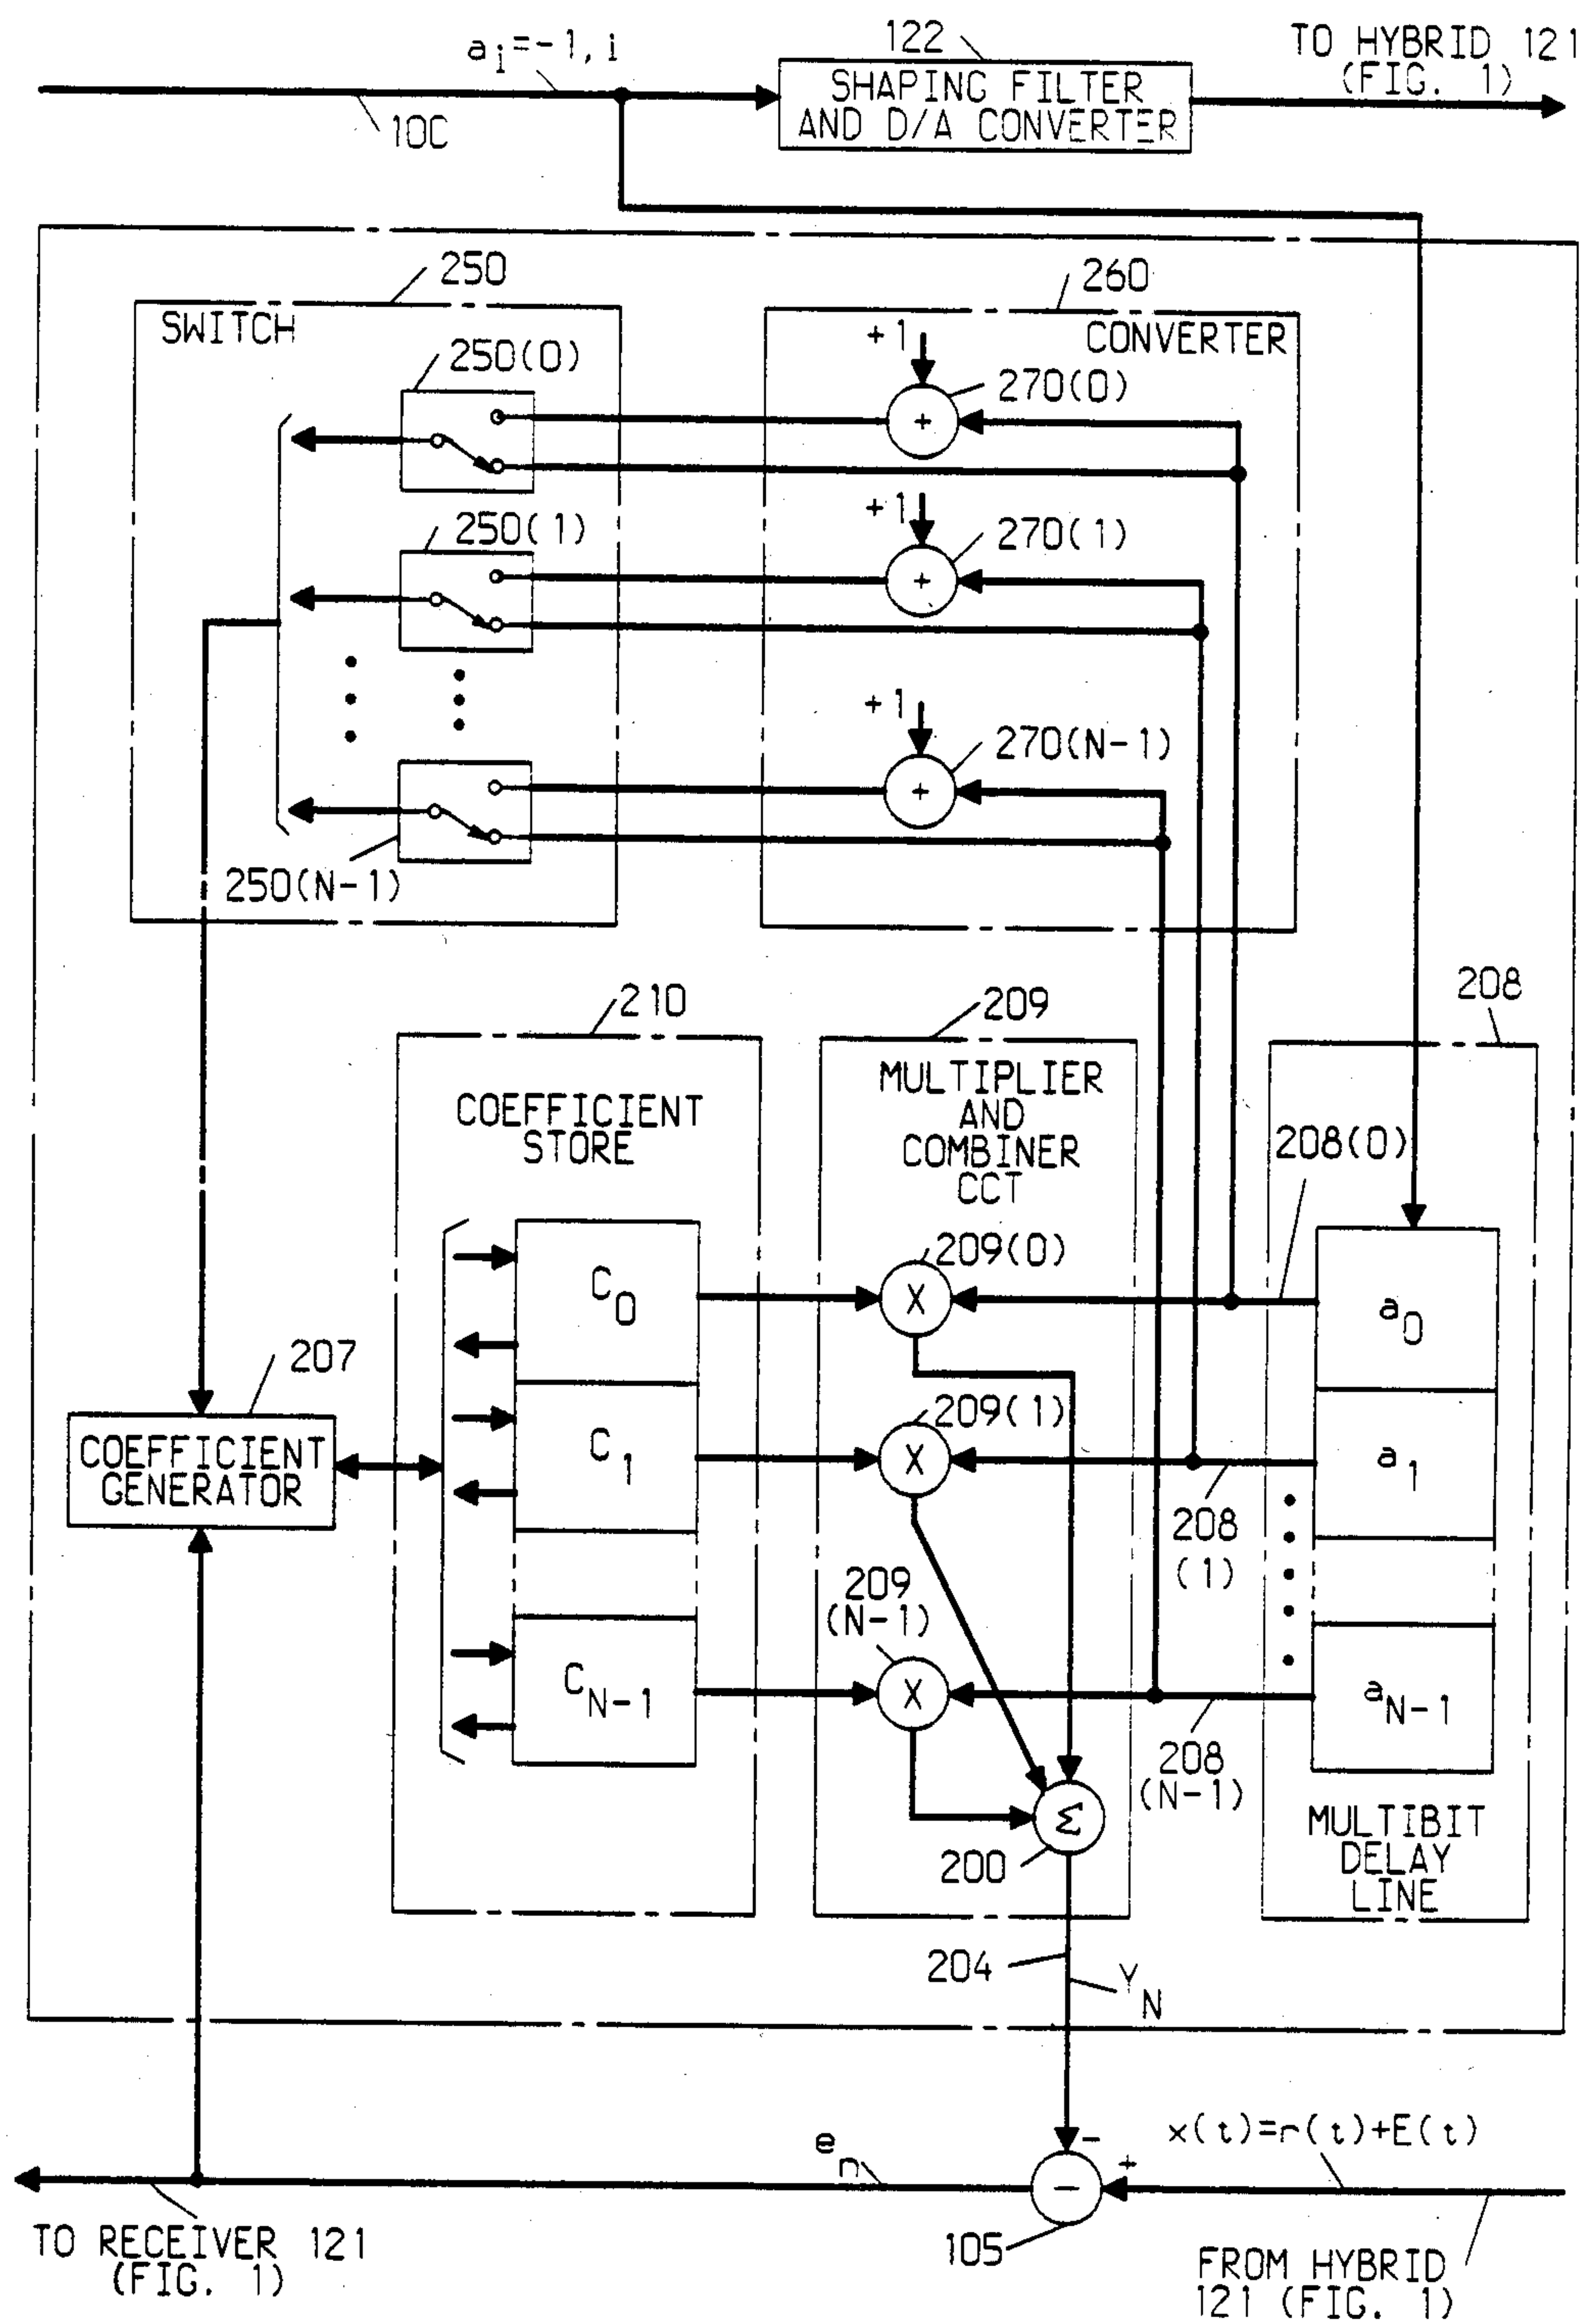 a_i=-1, i
122
TO HYBRID 121
(FIG. 1)
SHAPING FILTER
AND D/A CONVERTER
10C
250
260
SWITCH
CONVERTER
250(0)
+1
270(0)
+
250(1)
+1
270(1)
+
+1
270(N-1)
+
250(N-1)
210
209
208
COEFFICIENT
STORE
MULTIPLIER
AND
COMBINER
CCT
208(0)
209(0)
C_0
X
a_0
207
COEFFICIENT
GENERATOR
209(1)
C_1
X
a_1
208
(1)
209
(N-1)
C_N-1
X
a_N-1
208
(N-1)
Σ
200
MULTIBIT
DELAY
LINE
204
Y_N
x(t)=r(t)+E(t)
e_n
-
+
−
105
TO RECEIVER 121
(FIG. 1)
FROM HYBRID
121 (FIG. 1)